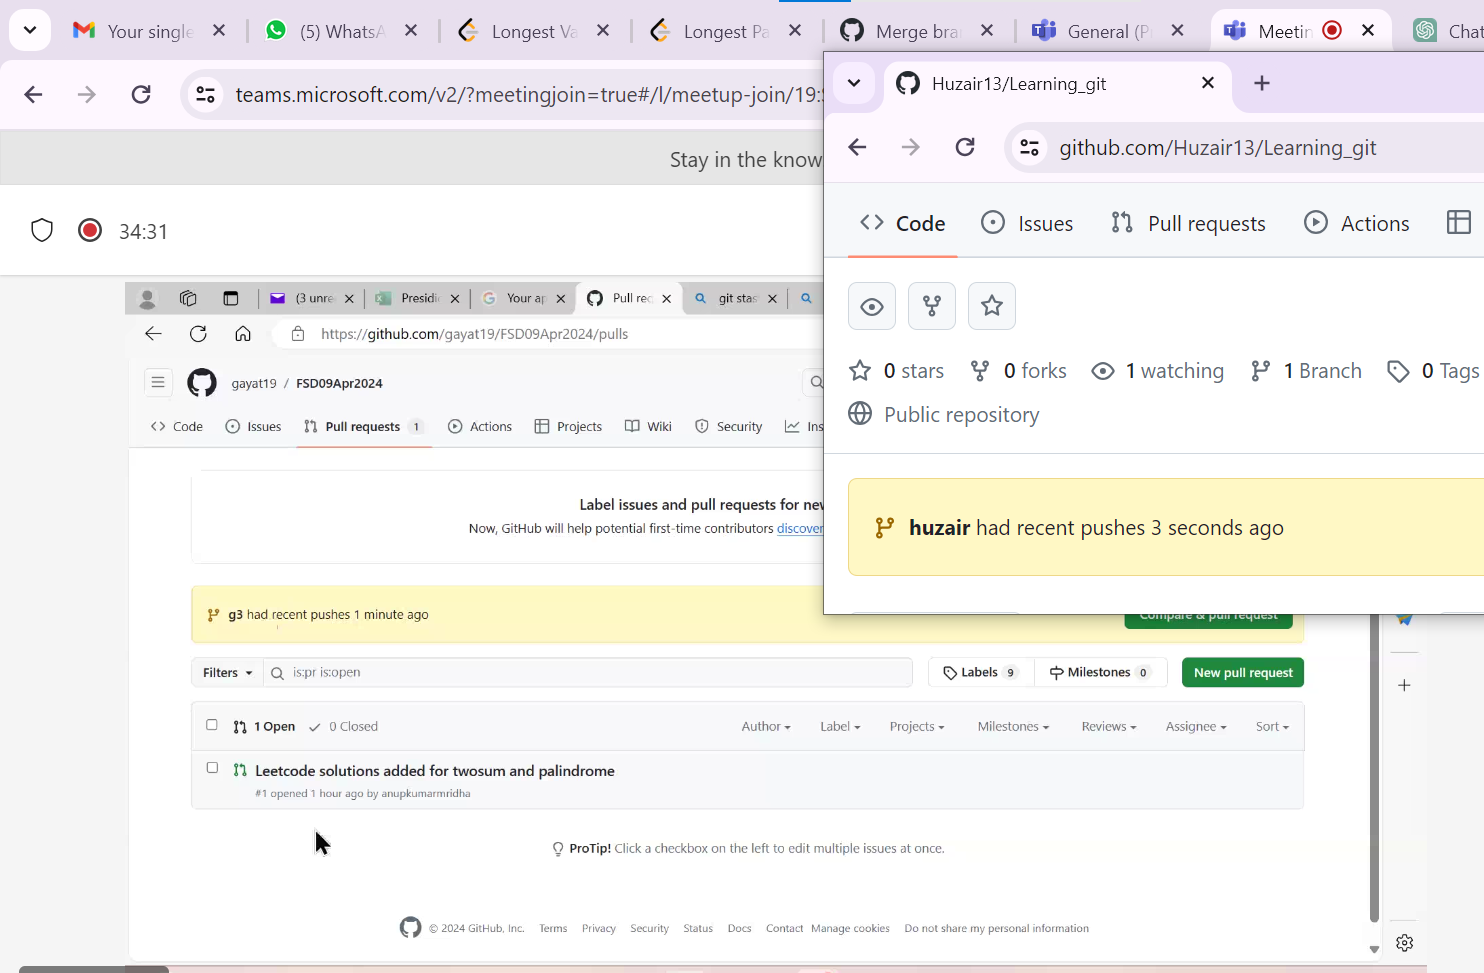 Your single
(5) WhatsA
Longest Va
Longest Pa
Merge bra
General (P
Meetin
Chat
teams.microsoft.com/v2/?meetingjoin=true#/l/meetup-join/19:
Stay in the know
34:31
(3 unre
Presidi
Your ap
Pull rec
git stas
https://github.com/gayat19/FSD09Apr2024/pulls
gayat19 / FSD09Apr2024
Code
Issues
Pull requests 1
Actions
Projects
Wiki
Security
Ins
Label issues and pull requests for new
Now, GitHub will help potential first-time contributors discover
g3 had recent pushes 1 minute ago
Compare & pull request
Filters
is:pr is:open
Labels 9
Milestones 0
New pull request
1 Open
0 Closed
Author
Label
Projects
Milestones
Reviews
Assignee
Sort
Leetcode solutions added for twosum and palindrome
#1 opened 1 hour ago by anupkumarmridha
ProTip! Click a checkbox on the left to edit multiple issues at once.
© 2024 GitHub, Inc.
Terms
Privacy
Security
Status
Docs
Contact
Manage cookies
Do not share my personal information
Huzair13/Learning_git
github.com/Huzair13/Learning_git
Code
Issues
Pull requests
Actions
0 stars
0 forks
1 watching
1 Branch
0 Tags
Public repository
huzair had recent pushes 3 seconds ago